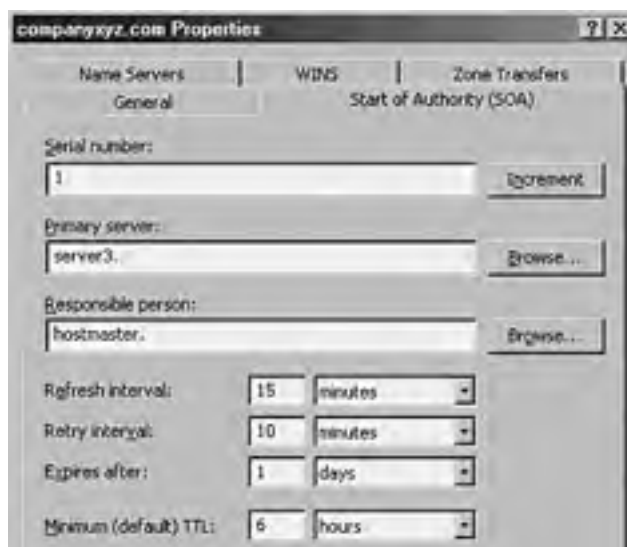 companyxyz.com Properties ? X
Name Servers WINS Zone Transfers
General Start of Authority (SOA)
Serial number:
1 Increment
Primary server:
server3. Browse...
Responsible person:
hostmaster. Browse...
Refresh interval: 15 minutes
Retry interval: 10 minutes
Expires after: 1 days
Minimum (default) TTL: 6 hours